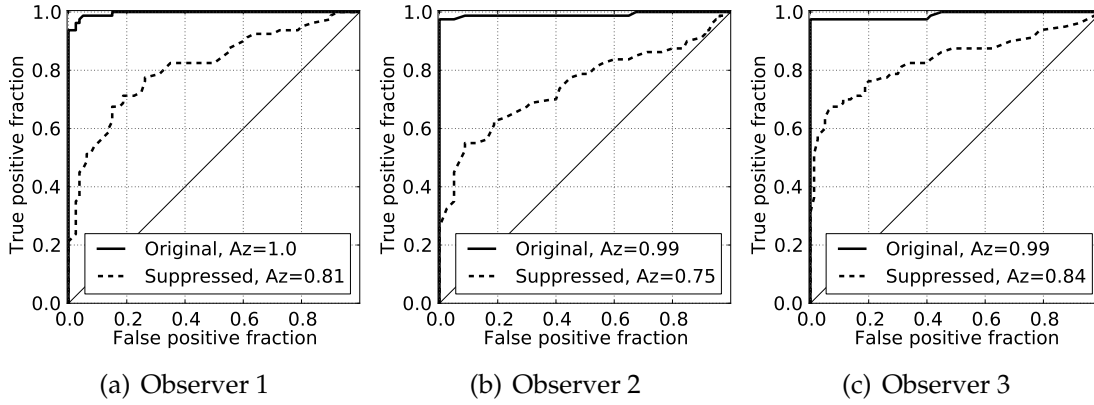 1.0
0.8
0.6
0.4
0.2
0.0
True positive fraction
Original, Az=1.0
Suppressed, Az=0.81
0.0 0.2 0.4 0.6 0.8
False positive fraction
(a) Observer 1
1.0
0.8
0.6
0.4
0.2
0.0
True positive fraction
Original, Az=0.99
Suppressed, Az=0.75
0.0 0.2 0.4 0.6 0.8
False positive fraction
(b) Observer 2
1.0
0.8
0.6
0.4
0.2
0.0
True positive fraction
Original, Az=0.99
Suppressed, Az=0.84
0.0 0.2 0.4 0.6 0.8
False positive fraction
(c) Observer 3